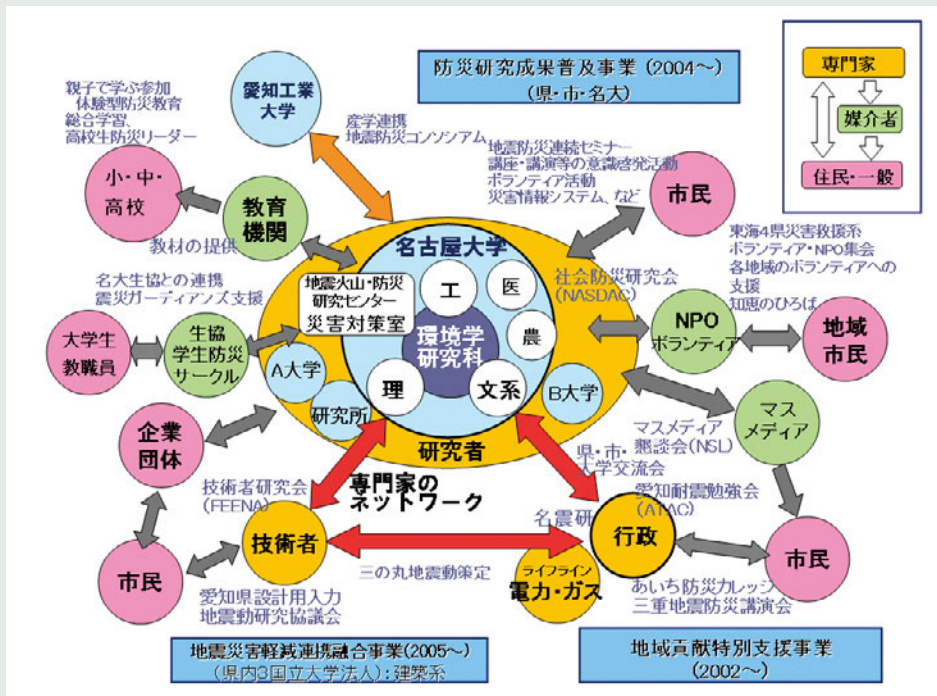 防災研究成果普及事業 (2004～)
(県・市・名大)
専門家
媒介者
住民・一般
親子で学ぶ参加
体験型防災教育
総合学習、
高校生防災リーダー
愛知工業
大学
産学連携
地震防災コンソシアム
地震防災連続セミナー
講座・講演等の意識啓発活動
ボランティア活動
災害情報システム、など
市民
小・中・
高校
教育
機関
教材の提供
名古屋大学
地震火山・防災
研究センター
災害対策室
工
医
農
環境学
研究科
理
文系
社会防災研究会
(NASDAC)
東海4県災害救援系
ボランティア・NPO集会
各地域のボランティアへの
支援
知恵のひろば
NPO
ボランティア
地域
市民
名大生協との連携
震災ガーディアンズ支援
大学生
教職員
生協
学生防災
サークル
A大学
研究所
B大学
研究者
企業
団体
マス
メディア
マスメディア
懇談会(NSL)
県・市・
大学交流会
専門家の
ネットワーク
技術者研究会
(FEENA)
愛知耐震勉強会
(ATAC)
名震研
技術者
行政
市民
市民
三の丸地震動策定
ライフライン
電力・ガス
愛知県設計用入力
地震動研究協議会
あいち防災カレッジ
三重地震防災講演会
地震災害軽減連携融合事業(2005～)
(県内3国立大学法人)：建築系
地域貢献特別支援事業
(2002～)